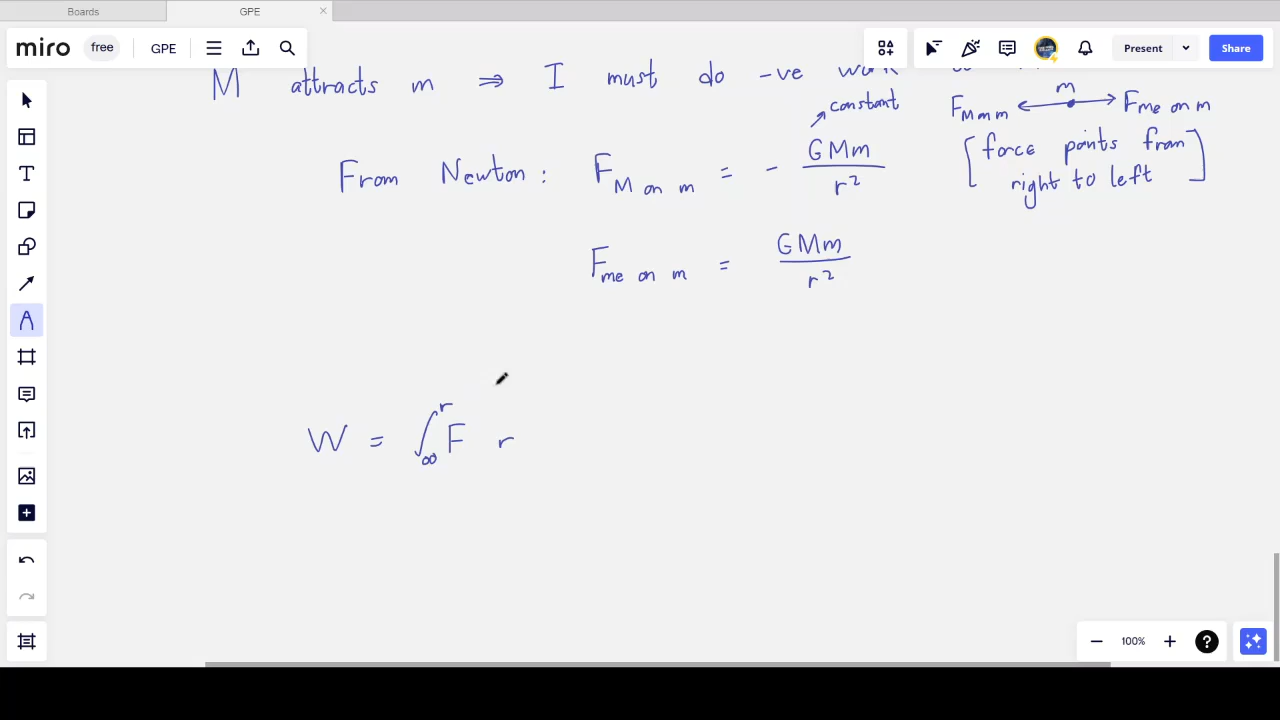 Boards GPE
miro free GPE Present Share
M attracts m ⇒ I must do -ve work
constant
From Newton: F_M on m = - GMm / r²
m
F_M on m F_me on m
[force points from
right to left]
F_me on m = GMm / r²
W = ∫_∞^r F r
100% ?